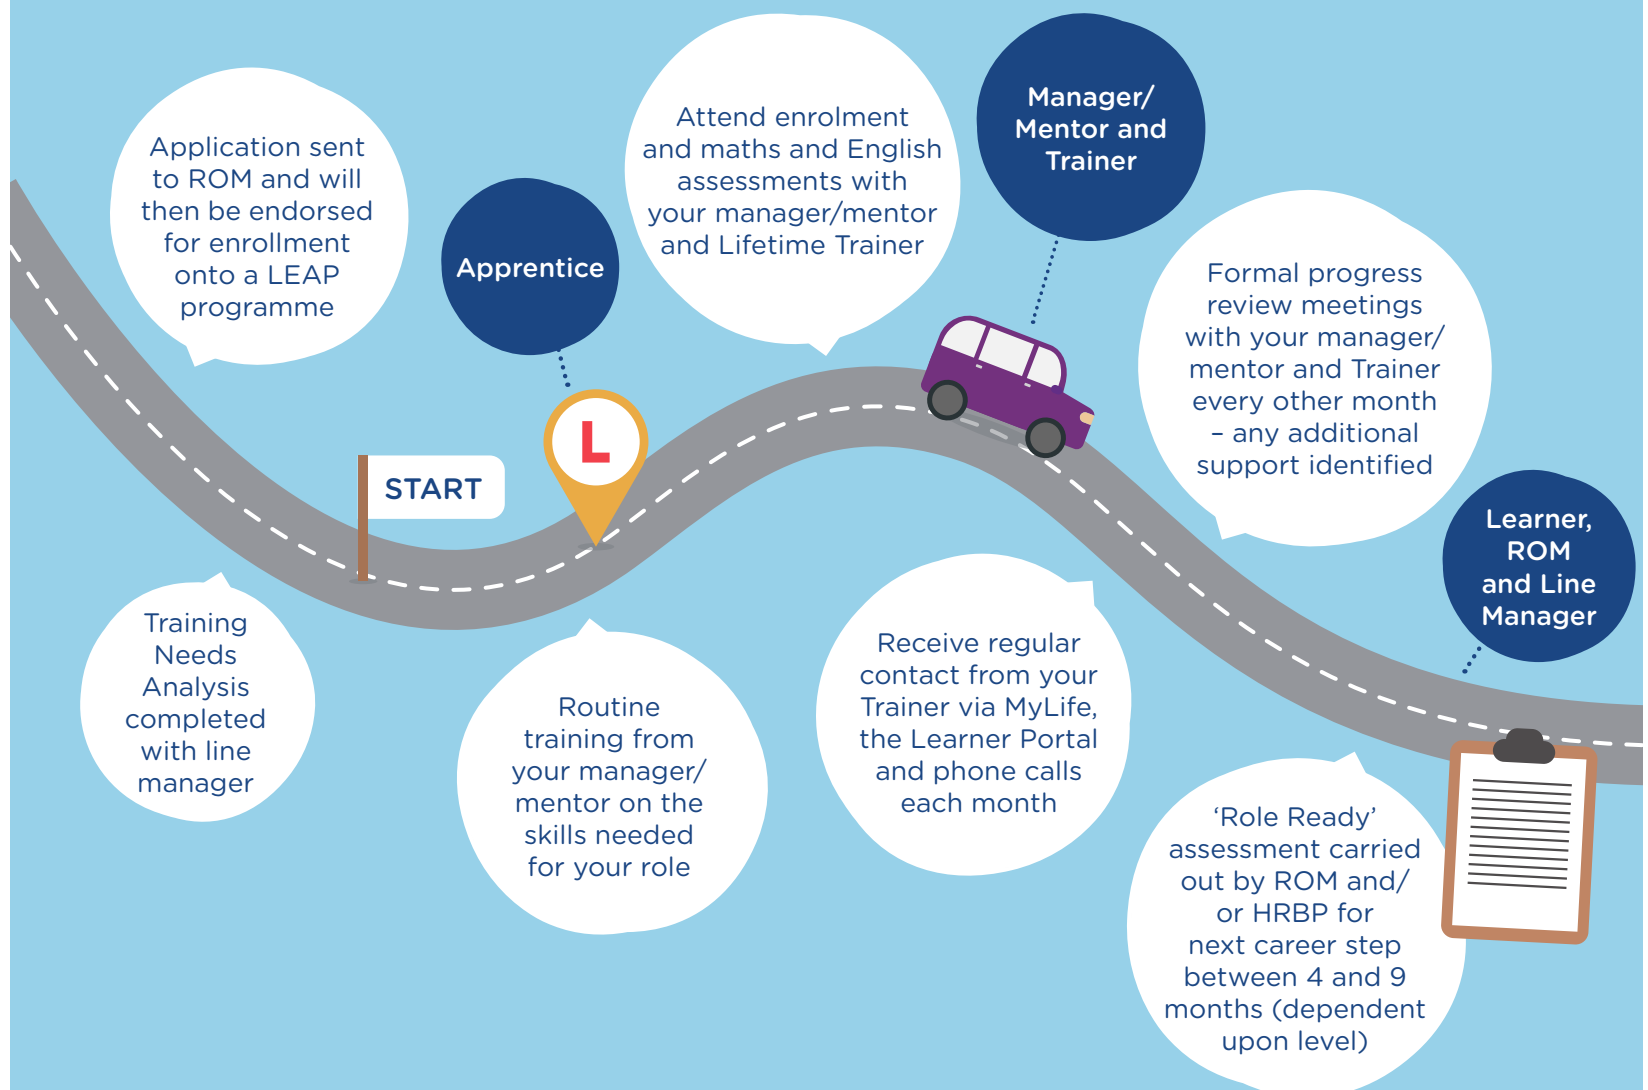 Application sent
to ROM and will
then be endorsed
for enrollment
onto a LEAP
programme
Training
Needs
Analysis
completed
with line
manager
START
Apprentice
L
Routine
training from
your manager/
mentor on the
skills needed
for your role
Attend enrolment
and maths and English
assessments with
your manager/mentor
and Lifetime Trainer
Manager/
Mentor and
Trainer
Receive regular
contact from your
Trainer via MyLife,
the Learner Portal
and phone calls
each month
Formal progress
review meetings
with your manager/
mentor and Trainer
every other month
– any additional
support identified
Learner,
ROM
and Line
Manager
‘Role Ready’
assessment carried
out by ROM and/
or HRBP for
next career step
between 4 and 9
months (dependent
upon level)